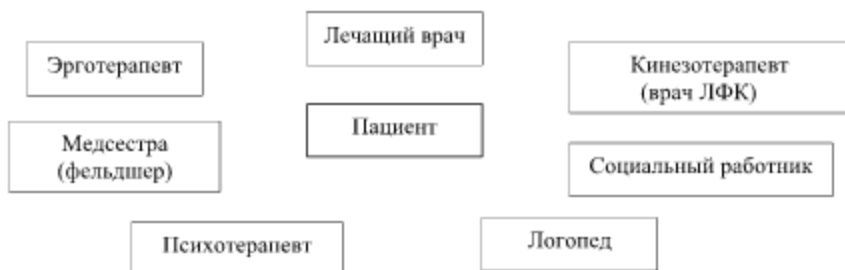 Лечащий врач
Эрготерапевт
Кинезотерапевт
(врач ЛФК)
Пациент
Медсестра
(фельдшер)
Социальный работник
Психотерапевт
Логопед